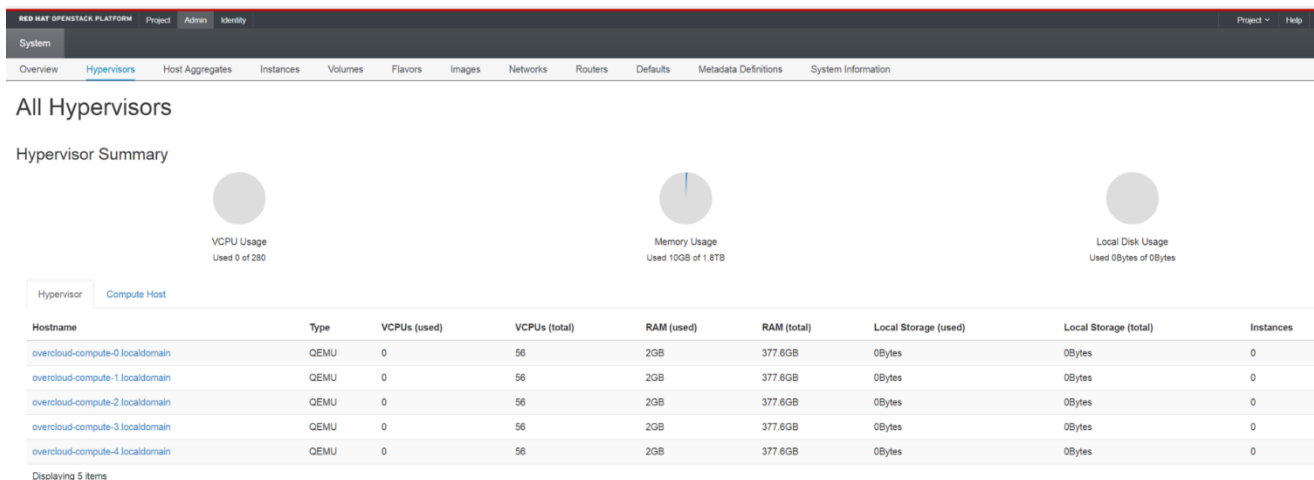 RED HAT OPENSTACK PLATFORM Project Admin Identity Project Help
System
Overview Hypervisors Host Aggregates Instances Volumes Flavors Images Networks Routers Defaults Metadata Definitions System Information
All Hypervisors
Hypervisor Summary
VCPU Usage Memory Usage Local Disk Usage
Used 0 of 280 Used 10GB of 1.8TB Used 0Bytes of 0Bytes
Hypervisor Compute Host
Hostname Type VCPUs (used) VCPUs (total) RAM (used) RAM (total) Local Storage (used) Local Storage (total) Instances
overcloud-compute-0.localdomain QEMU 0 56 2GB 377.6GB 0Bytes 0Bytes 0
overcloud-compute-1.localdomain QEMU 0 56 2GB 377.6GB 0Bytes 0Bytes 0
overcloud-compute-2.localdomain QEMU 0 56 2GB 377.6GB 0Bytes 0Bytes 0
overcloud-compute-3.localdomain QEMU 0 56 2GB 377.6GB 0Bytes 0Bytes 0
overcloud-compute-4.localdomain QEMU 0 56 2GB 377.6GB 0Bytes 0Bytes 0
Displaying 5 items